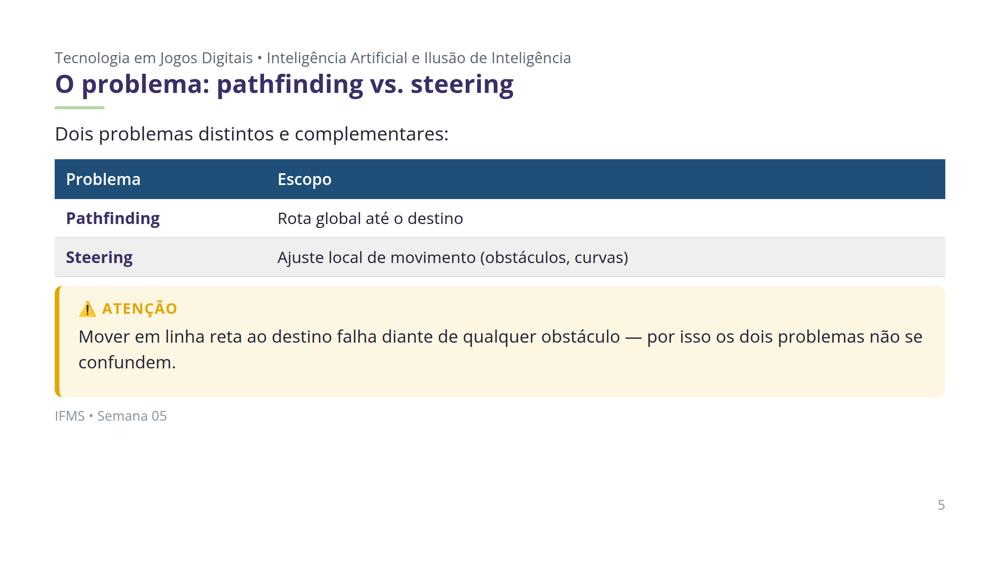 Tecnologia em Jogos Digitais • Inteligência Artificial e Ilusão de Inteligência
O problema: pathfinding vs. steering
Dois problemas distintos e complementares:
Problema Escopo
Pathfinding Rota global até o destino
Steering Ajuste local de movimento (obstáculos, curvas)
⚠️ ATENÇÃO
Mover em linha reta ao destino falha diante de qualquer obstáculo — por isso os dois problemas não se
confundem.
IFMS • Semana 05
5